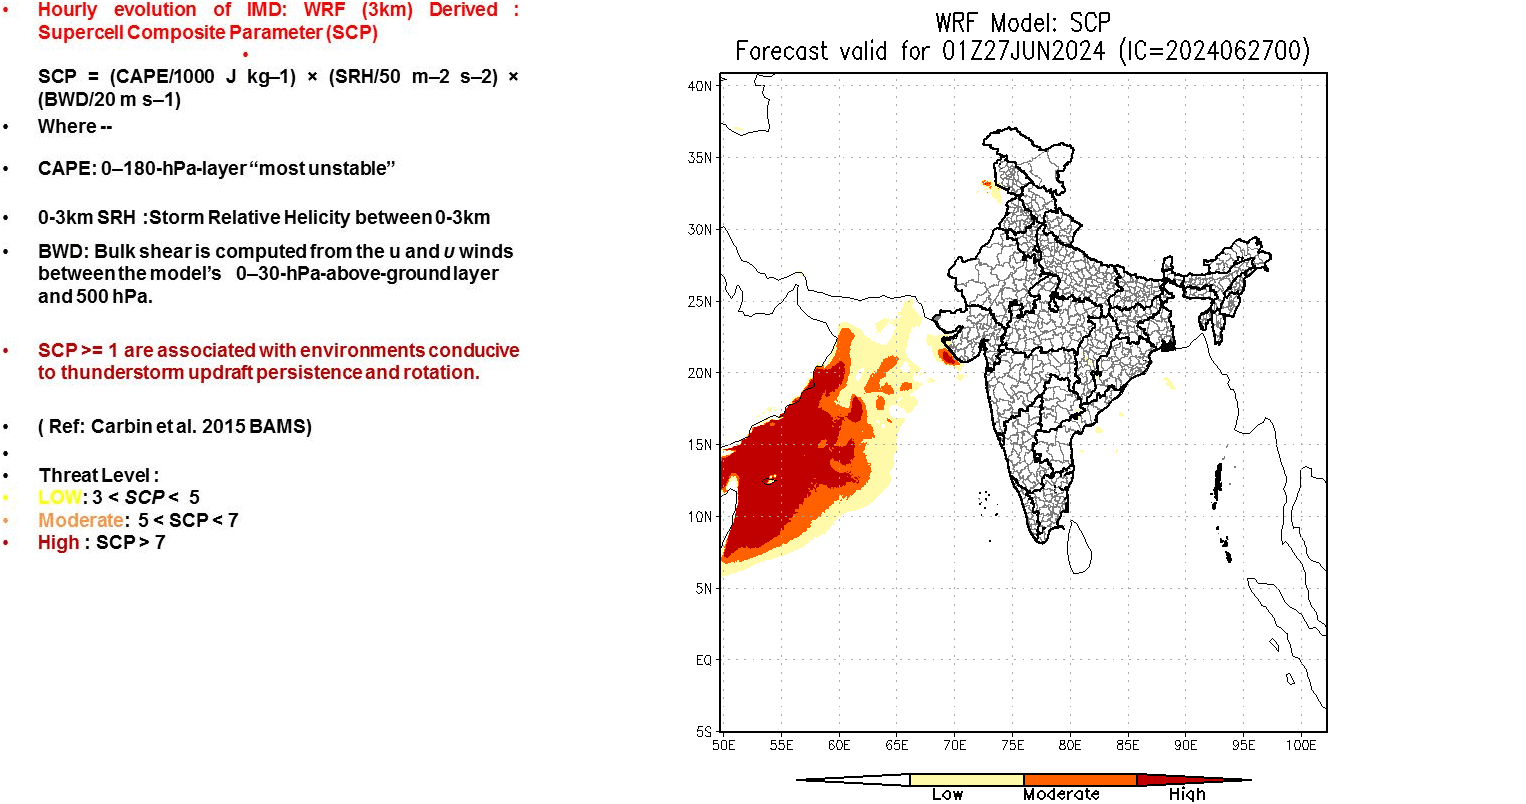 • Hourly evolution of IMD: WRF (3km) Derived :
Supercell Composite Parameter (SCP)
•
SCP = (CAPE/1000 J kg–1) × (SRH/50 m–2 s–2) ×
(BWD/20 m s–1)
• Where --
• CAPE: 0–180-hPa-layer “most unstable”
• 0-3km SRH :Storm Relative Helicity between 0-3km
• BWD: Bulk shear is computed from the u and υ winds
between the model’s 0–30-hPa-above-ground layer
and 500 hPa.
• SCP >= 1 are associated with environments conducive
to thunderstorm updraft persistence and rotation.
• ( Ref: Carbin et al. 2015 BAMS)
•
• Threat Level :
• LOW: 3 < SCP < 5
• Moderate: 5 < SCP < 7
• High : SCP > 7
WRF Model: SCP
Forecast valid for 01Z27JUN2024 (IC=2024062700)
40N
35N
30N
25N
20N
15N
10N
5N
EQ
5S
50E 55E 60E 65E 70E 75E 80E 85E 90E 95E 100E
Low Moderate High